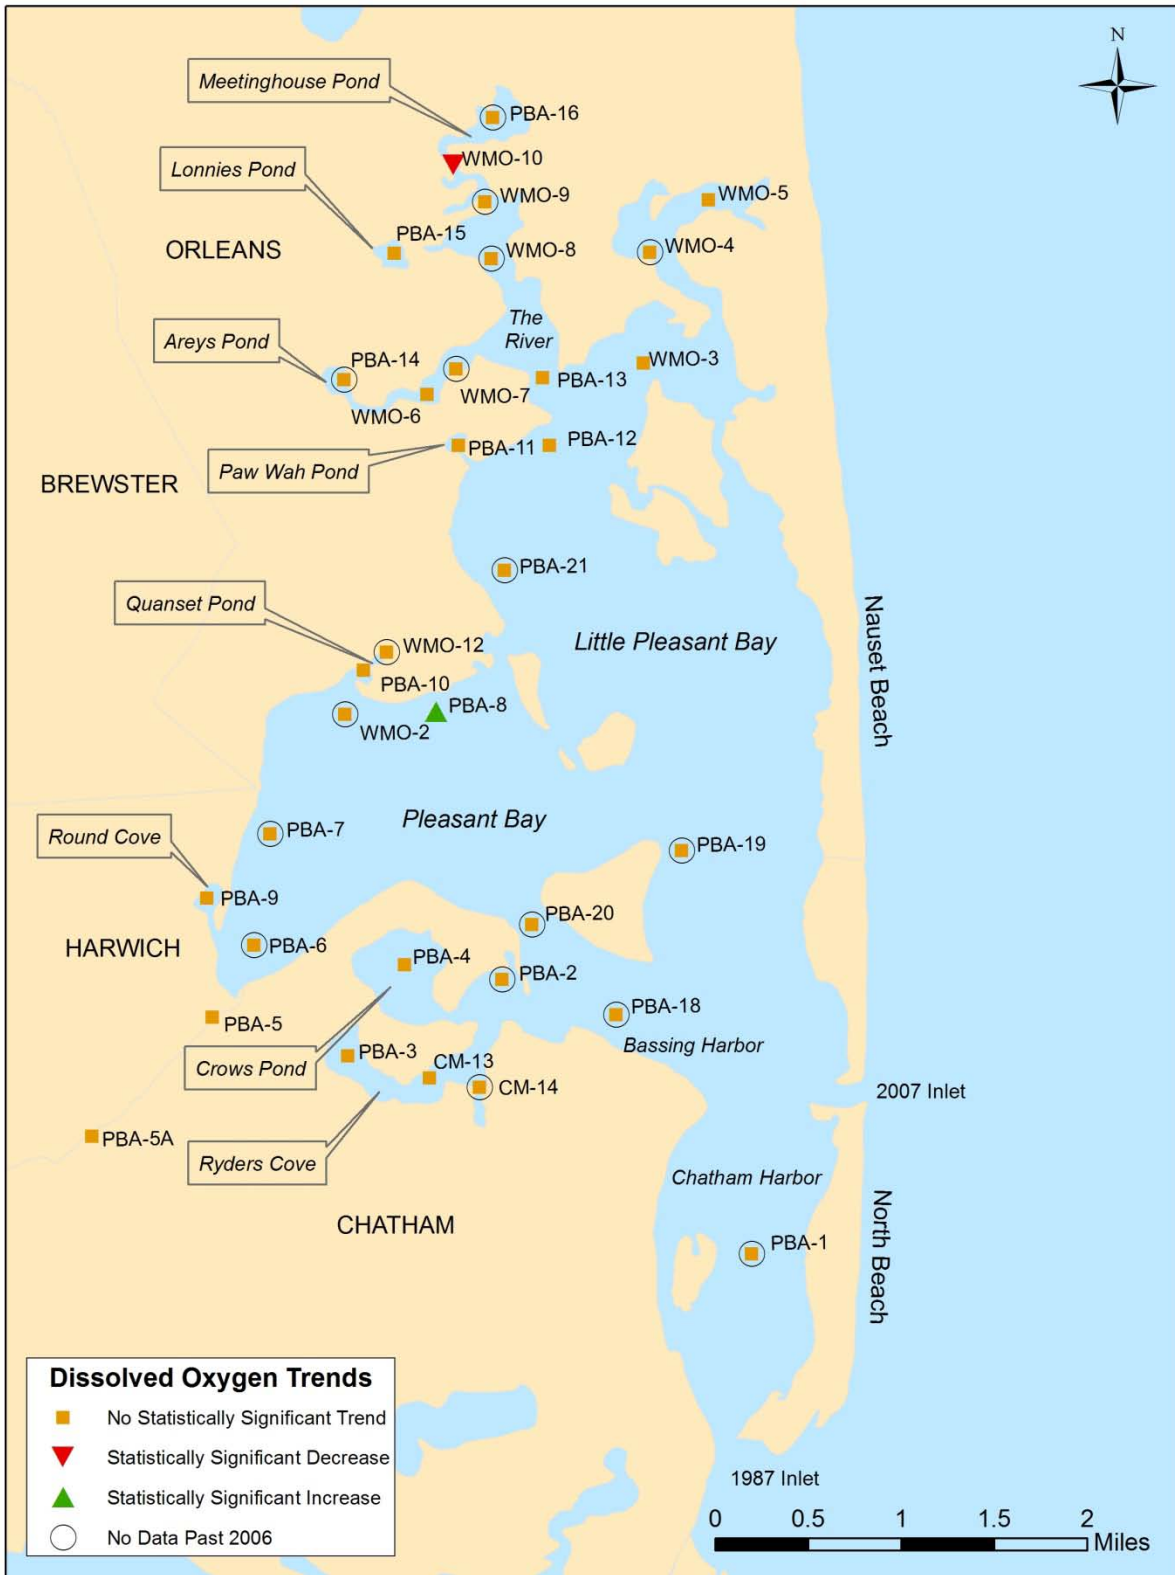 N
Meetinghouse Pond
PBA-16
WMO-10
Lonnies Pond
WMO-9
WMO-5
PBA-15
ORLEANS
WMO-8
WMO-4
The
River
Areys Pond
PBA-14
WMO-3
WMO-7
PBA-13
WMO-6
PBA-11
PBA-12
Paw Wah Pond
BREWSTER
PBA-21
Quanset Pond
Nauset Beach
WMO-12
Little Pleasant Bay
PBA-10
PBA-8
WMO-2
Pleasant Bay
Round Cove
PBA-7
PBA-19
PBA-9
PBA-20
HARWICH
PBA-6
PBA-4
PBA-2
PBA-18
PBA-5
Bassing Harbor
Crows Pond
PBA-3
CM-13
CM-14
2007 Inlet
PBA-5A
Ryders Cove
Chatham Harbor
CHATHAM
North Beach
PBA-1
Dissolved Oxygen Trends
No Statistically Significant Trend
Statistically Significant Decrease
Statistically Significant Increase
No Data Past 2006
1987 Inlet
0 0.5 1 1.5 2
Miles